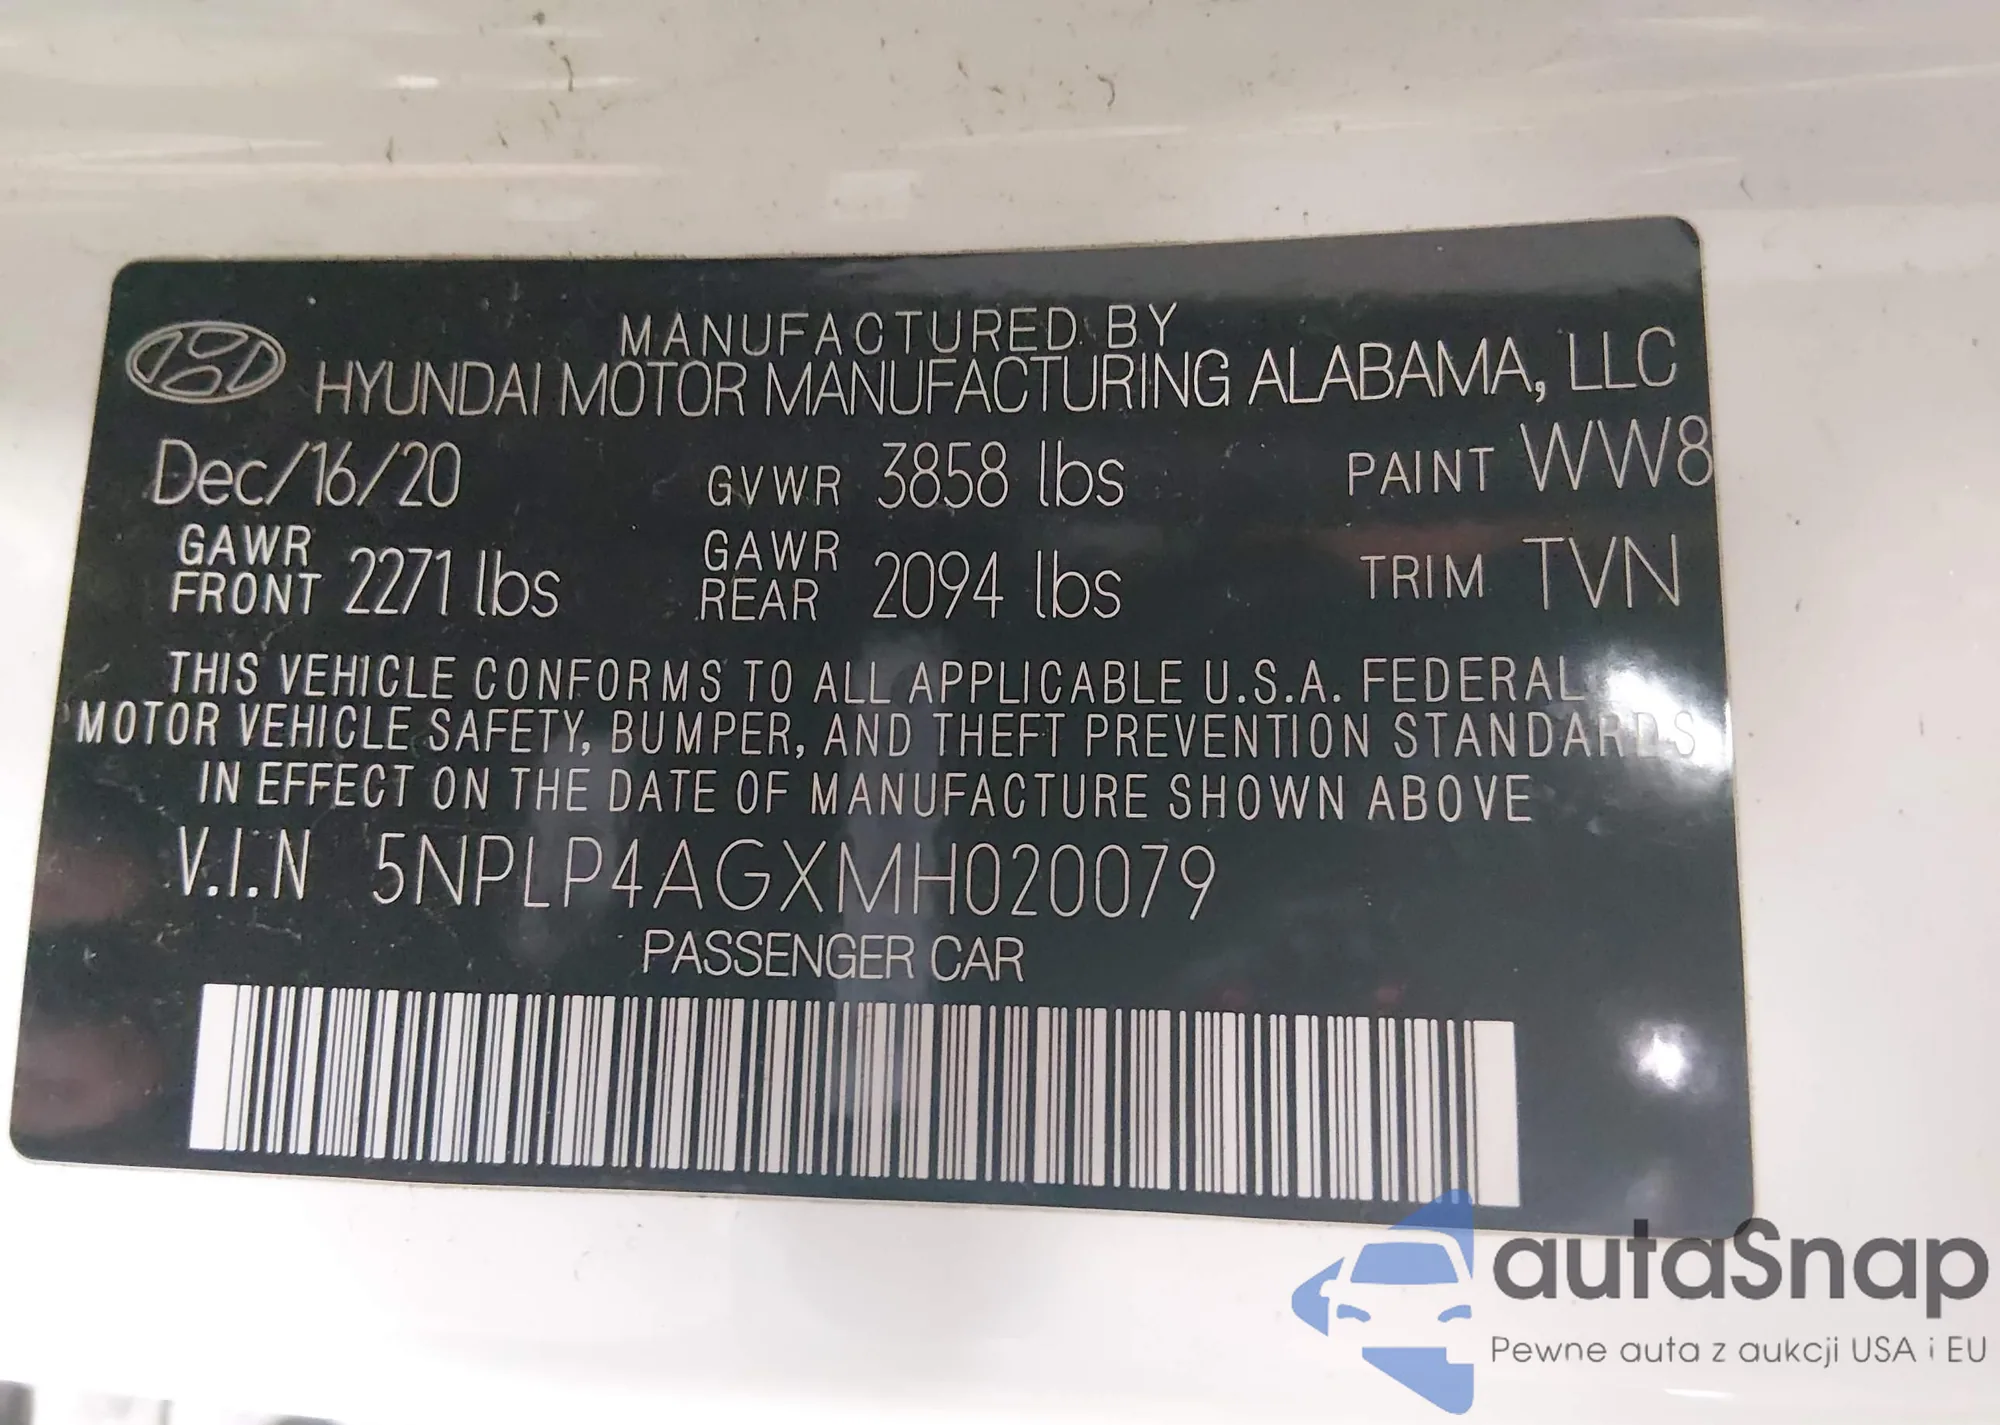 MANUFACTURED BY
HYUNDAI MOTOR MANUFACTURING ALABAMA, LLC
Dec/16/20 GVWR 3858 lbs PAINT WW8
GAWR FRONT 2271 lbs GAWR REAR 2094 lbs TRIM TVN
THIS VEHICLE CONFORMS TO ALL APPLICABLE U.S.A. FEDERAL
MOTOR VEHICLE SAFETY, BUMPER, AND THEFT PREVENTION STANDARDS
IN EFFECT ON THE DATE OF MANUFACTURE SHOWN ABOVE
V.I.N 5NPLP4AGXMH020079
PASSENGER CAR
autaSnap
Pewne auta z aukcji USA i EU